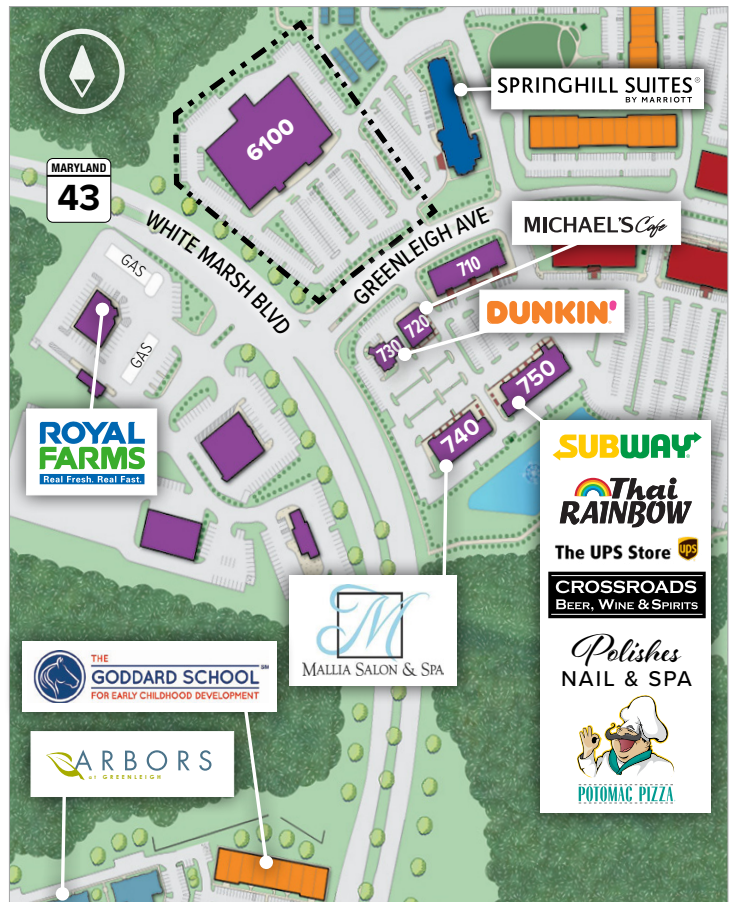 SPRINGHILL SUITES®
BY MARRIOTT
6100
MARYLAND
43
WHITE MARSH BLVD
GREENLEIGH AVE
MICHAEL'S Cafe
710
GAS
DUNKIN'
720
730
GAS
750
740
ROYAL
FARMS
Real Fresh. Real Fast.
SUBWAY
Thai
RAINBOW
The UPS Store ups
CROSSROADS
BEER, WINE & SPIRITS
M
MALLIA SALON & SPA
Polishes
NAIL & SPA
THE
GODDARD SCHOOL
FOR EARLY CHILDHOOD DEVELOPMENT
ARBORS
at GREENLEIGH
POTOMAC PIZZA